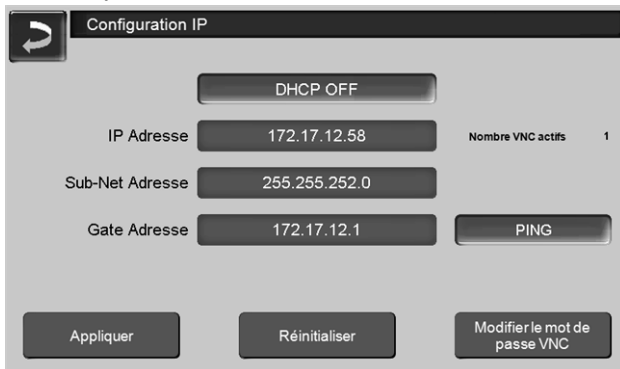 Configuration IP
DHCP OFF
IP Adresse 172.17.12.58 Nombre VNC actifs 1
Sub-Net Adresse 255.255.252.0
Gate Adresse 172.17.12.1 PING
Appliquer Réinitialiser Modifier le mot de
passe VNC